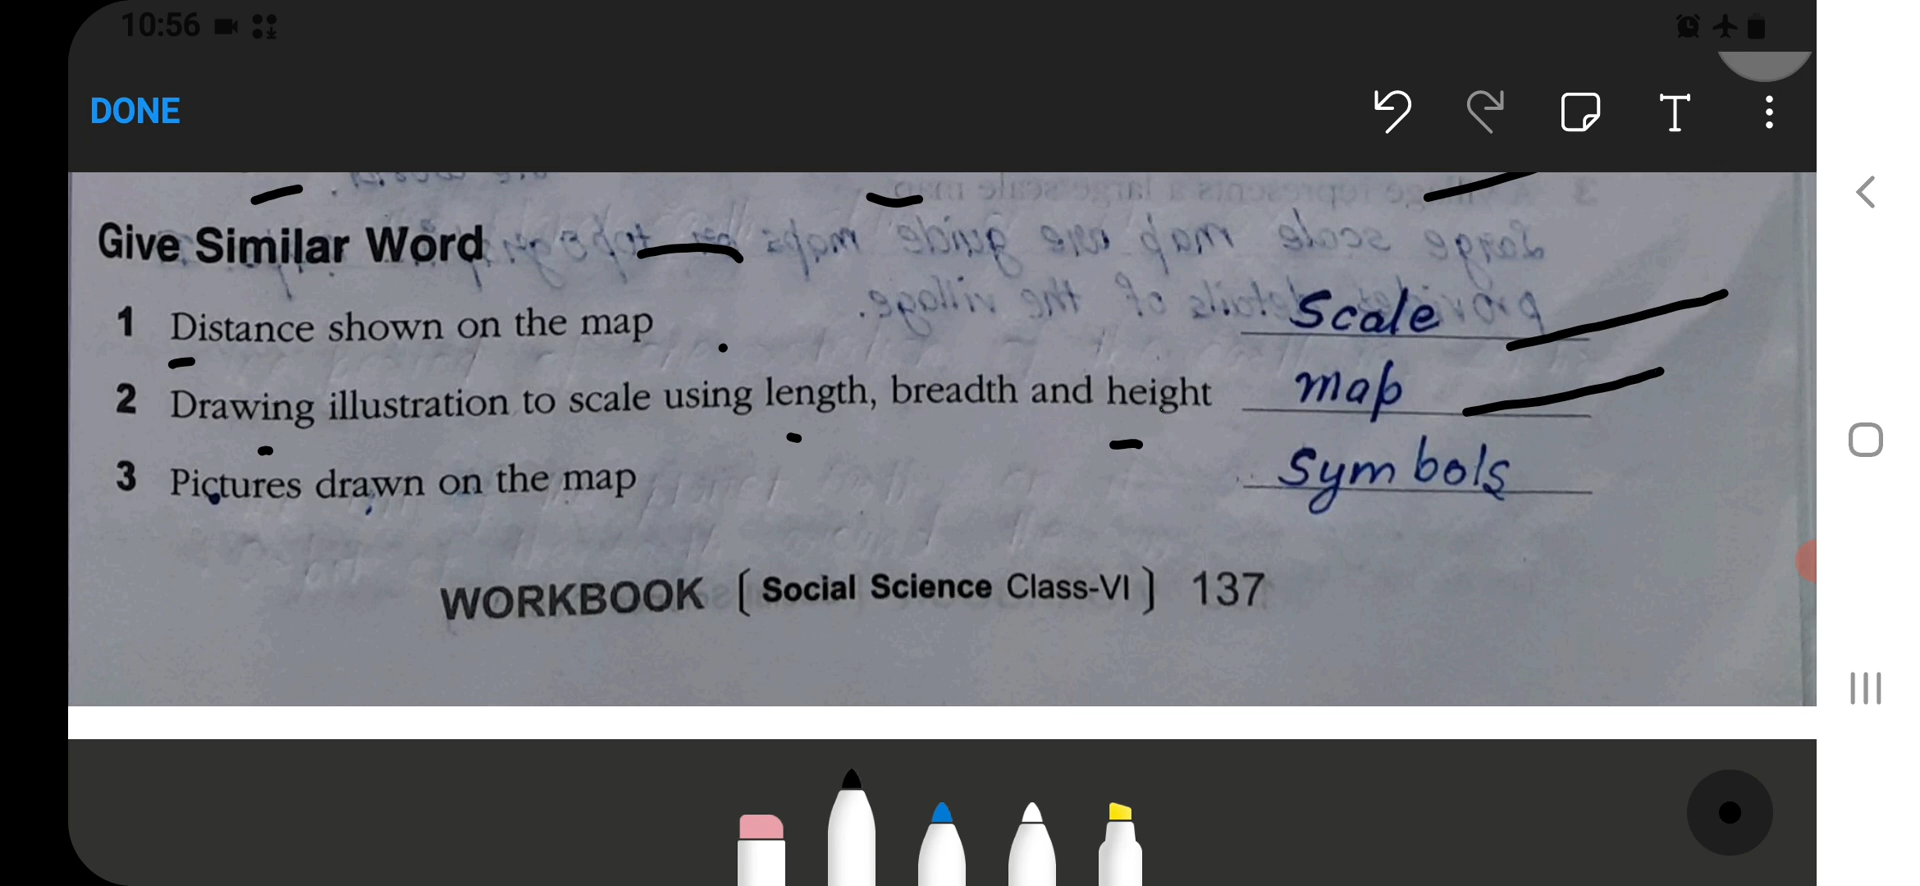 10:56
DONE
T
Give Similar Word
1 Distance shown on the map Scale
2 Drawing illustration to scale using length, breadth and height map
3 Pictures drawn on the map Symbols
WORKBOOK [Social Science Class-VI] 137